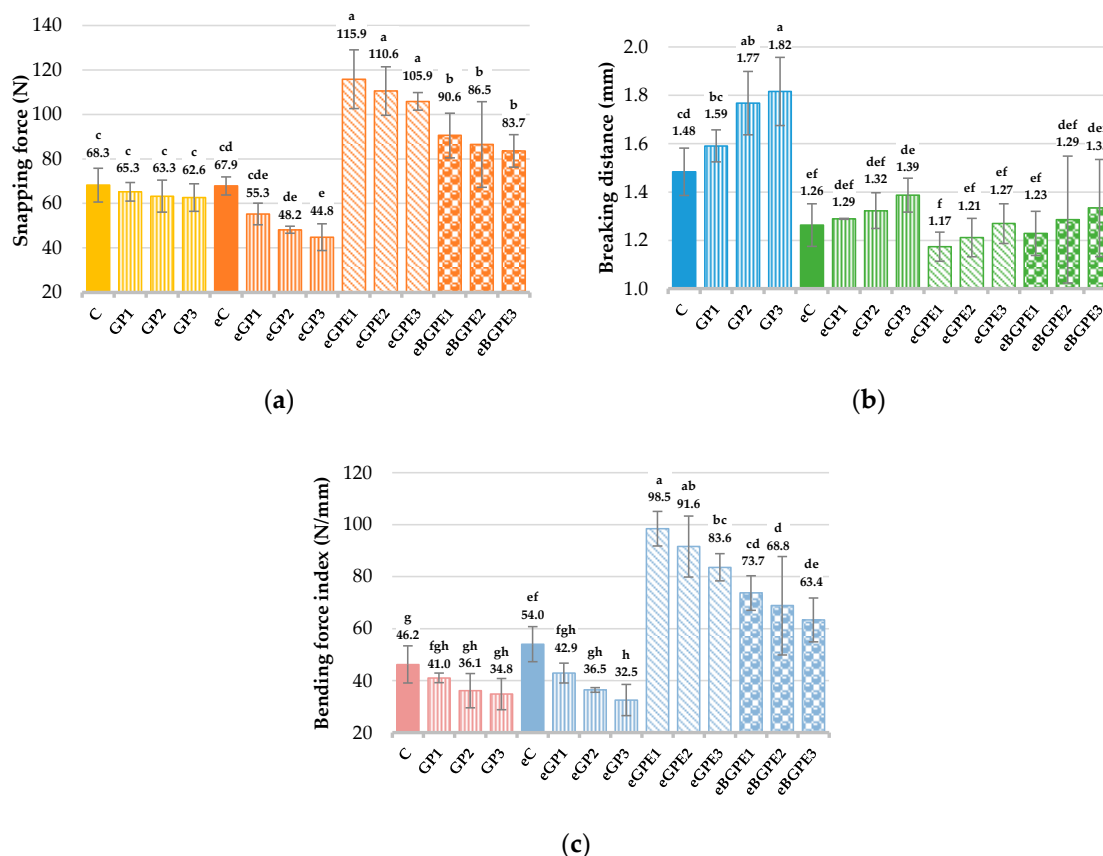 Snapping force (N)
140
120
100
80
60
40
20
c c c c cd cde de e a a a b b b
68.3 65.3 63.3 62.6 67.9 55.3 48.2 44.8 115.9 110.6 105.9 90.6 86.5 83.7
C GP1 GP2 GP3 eC eGP1 eGP2 eGP3 eGPE1 eGPE2 eGPE3 eBGPE1 eBGPE2 eBGPE3
(a)
Breaking distance (mm)
2.0
1.8
1.6
1.4
1.2
1.0
cd bc ab a ef def def de f ef ef ef def
1.48 1.59 1.77 1.82 1.26 1.29 1.32 1.39 1.17 1.21 1.27 1.23 1.29
C GP1 GP2 GP3 eC eGP1 eGP2 eGP3 eGPE1 eGPE2 eGPE3 eBGPE1 eBGPE2 eBGPE3
(b)
Bending force index (N/mm)
120
100
80
60
40
20
g fgh gh gh ef fgh gh h a ab bc cd d de
46.2 41.0 36.1 34.8 54.0 42.9 36.5 32.5 98.5 91.6 83.6 73.7 68.8 63.4
C GP1 GP2 GP3 eC eGP1 eGP2 eGP3 eGPE1 eGPE2 eGPE3 eBGPE1 eBGPE2 eBGPE3
(c)